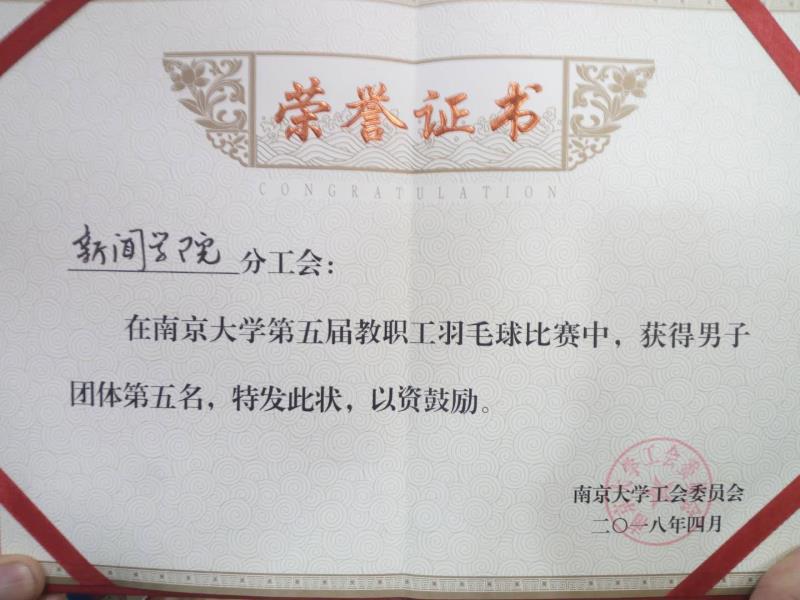 荣誉证书
CONGRATULATION
新闻学院分工会：
在南京大学第五届教职工羽毛球比赛中，获得男子
团体第五名，特发此状，以资鼓励。
南京大学工会委员会
二〇一八年四月